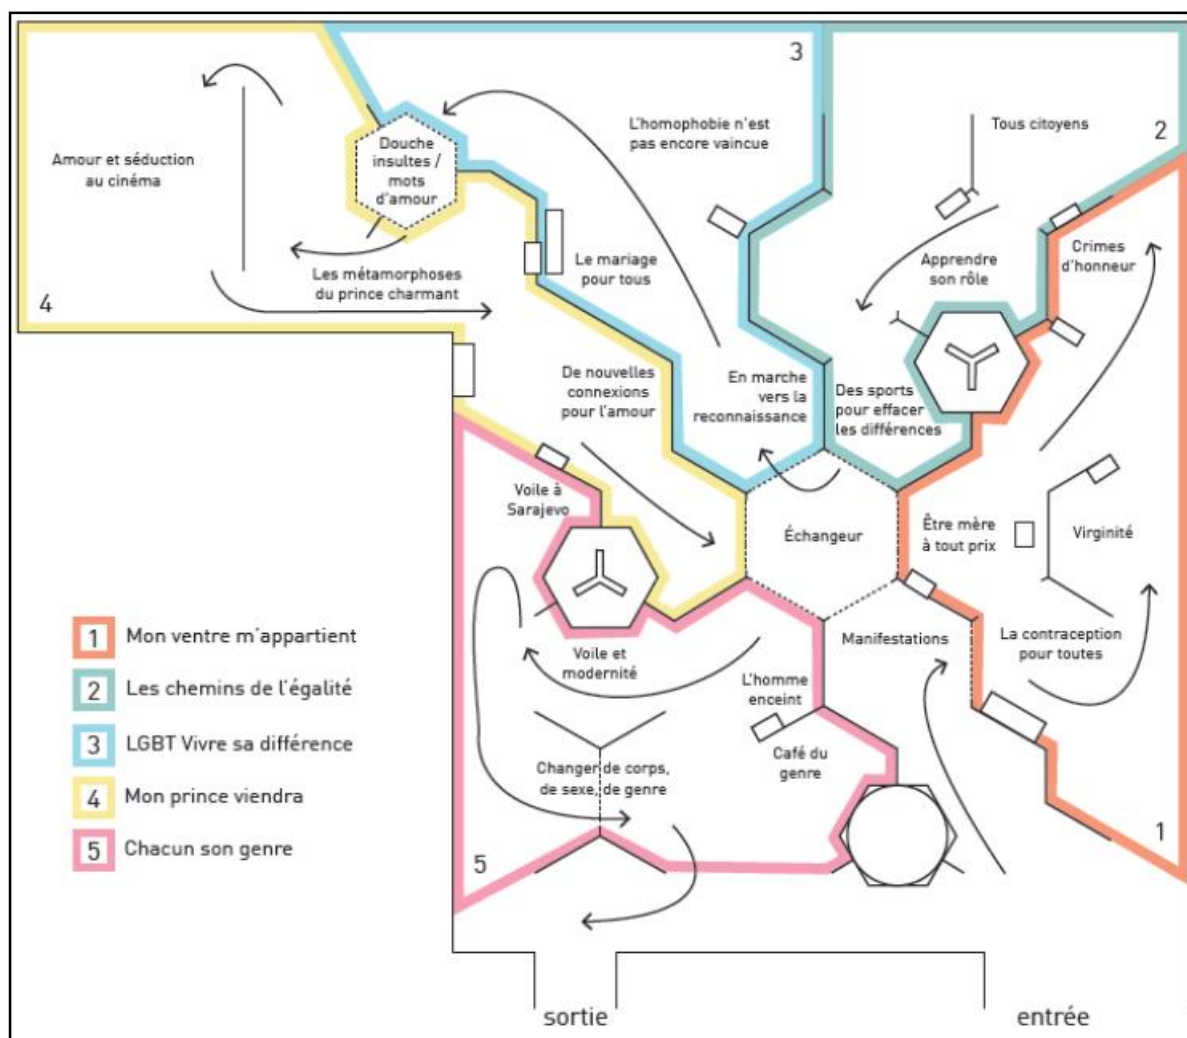 3
L'homophobie n'est
pas encore vaincue
Tous citoyens
2
Douche
insultes /
mots
d'amour
Amour et séduction
au cinéma
Crimes
d'honneur
Apprendre
son rôle
Le mariage
pour tous
Les métamorphoses
du prince charmant
4
De nouvelles
connexions
pour l'amour
En marche
vers la
reconnaissance
Des sports
pour effacer
les différences
Voile à
Sarajevo
Échangeur
Être mère
à tout prix
Virginité
1 Mon ventre m'appartient
2 Les chemins de l'égalité
3 LGBT Vivre sa différence
4 Mon prince viendra
5 Chacun son genre
Voile et
modernité
Manifestations
La contraception
pour toutes
L'homme
enceint
Café du
genre
Changer de corps,
de sexe, de genre
5
1
sortie
entrée